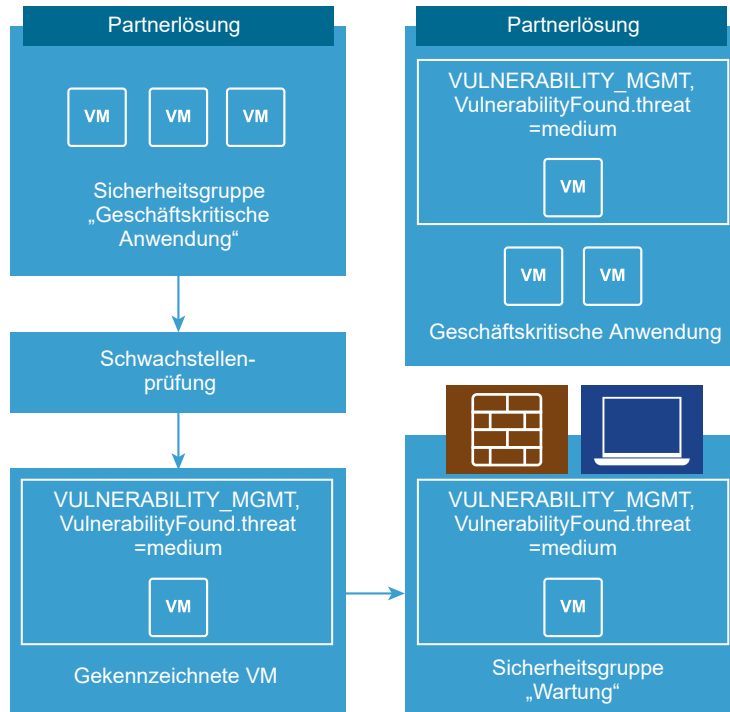 Partnerlösung
VM
VM
VM
Sicherheitsgruppe
„Geschäftskritische
Anwendung“
Schwachstellen-
prüfung
VULNERABILITY_MGMT,
VulnerabilityFound.threat
=medium
VM
Gekennzeichnete VM
Partnerlösung
VULNERABILITY_MGMT,
VulnerabilityFound.threat
=medium
VM
VM
VM
Geschäftskritische Anwendung
VULNERABILITY_MGMT,
VulnerabilityFound.threat
=medium
VM
Sicherheitsgruppe
„Wartung“